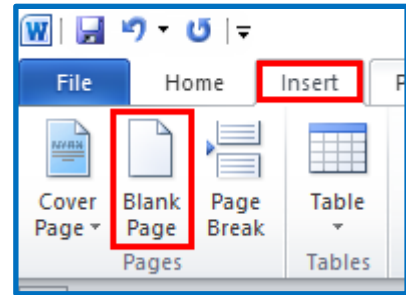 W
File Home Insert P
Cover Page Blank Page Page Break Table
Pages Tables